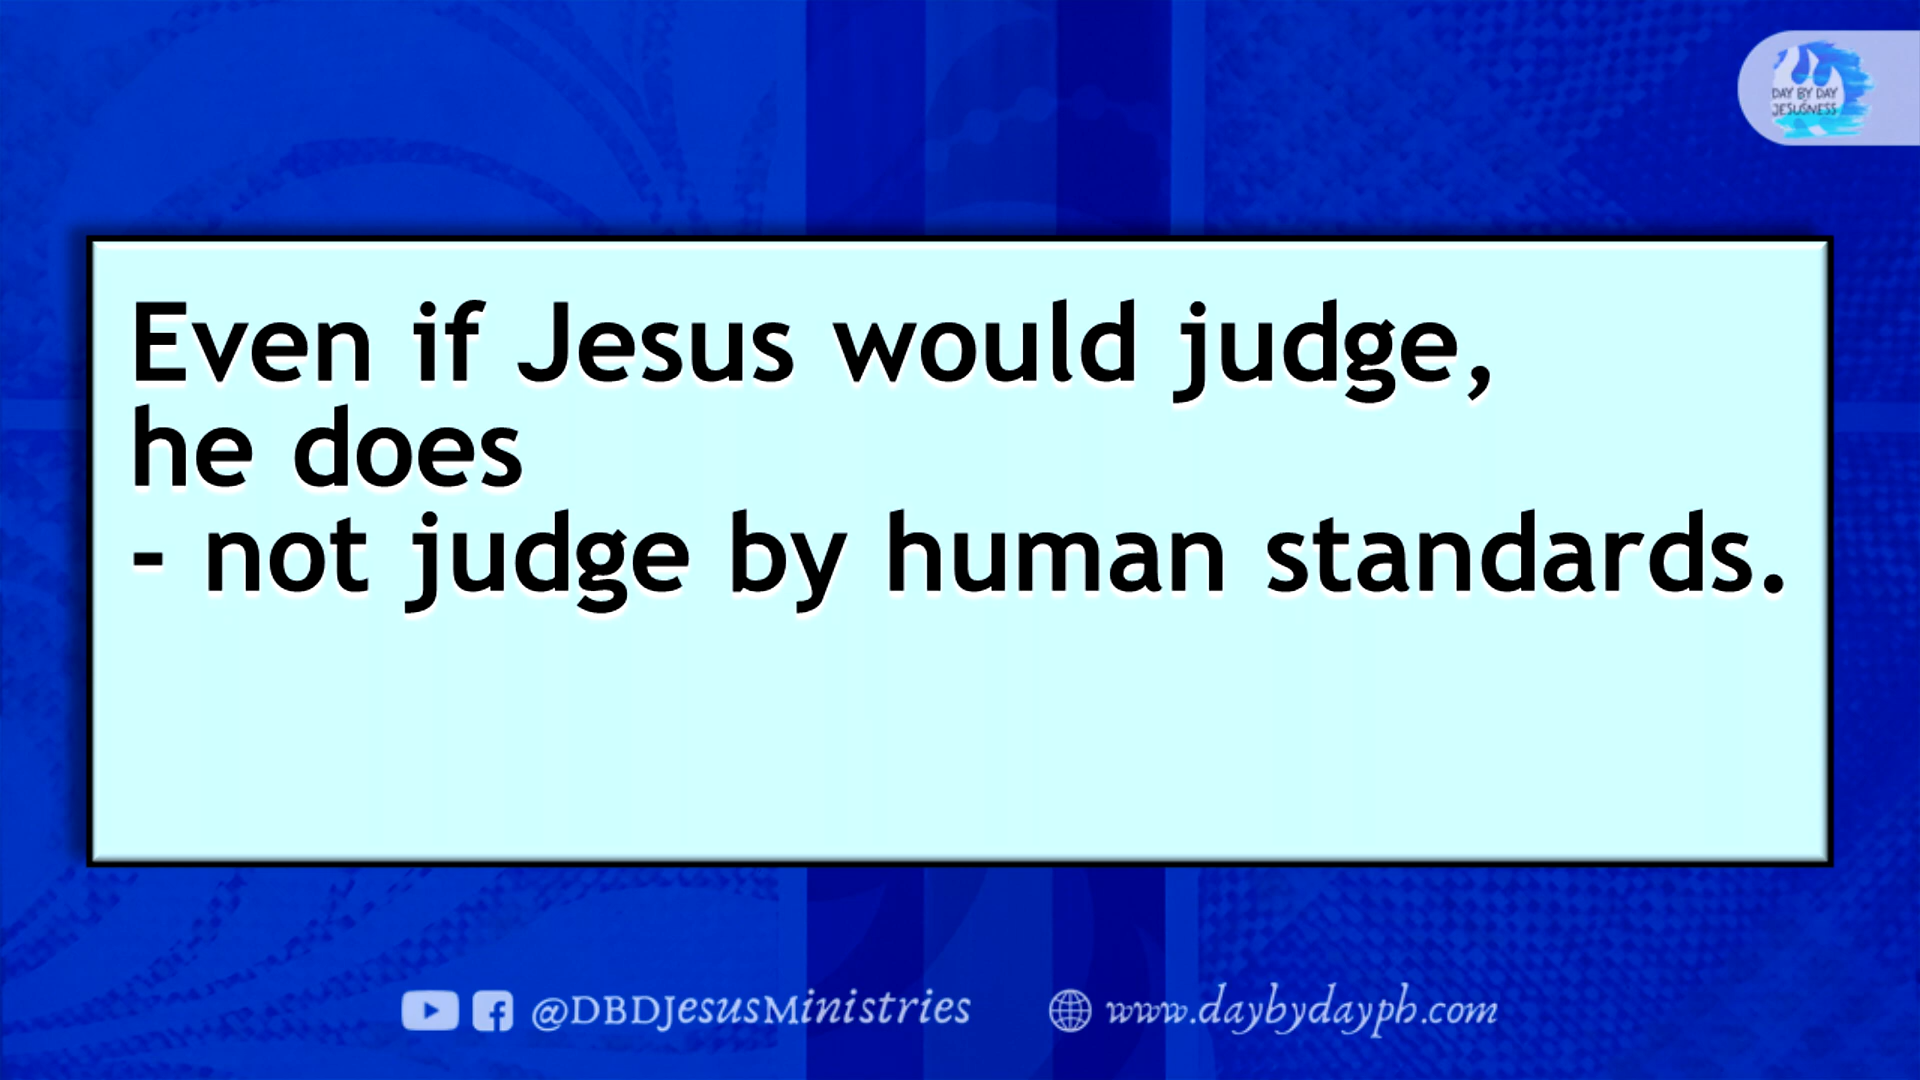 DAY BY DAY
JESUSNESS
Even if Jesus would judge,
he does
- not judge by human standards.
@DBDJesusMinistries
www.daybydayph.com